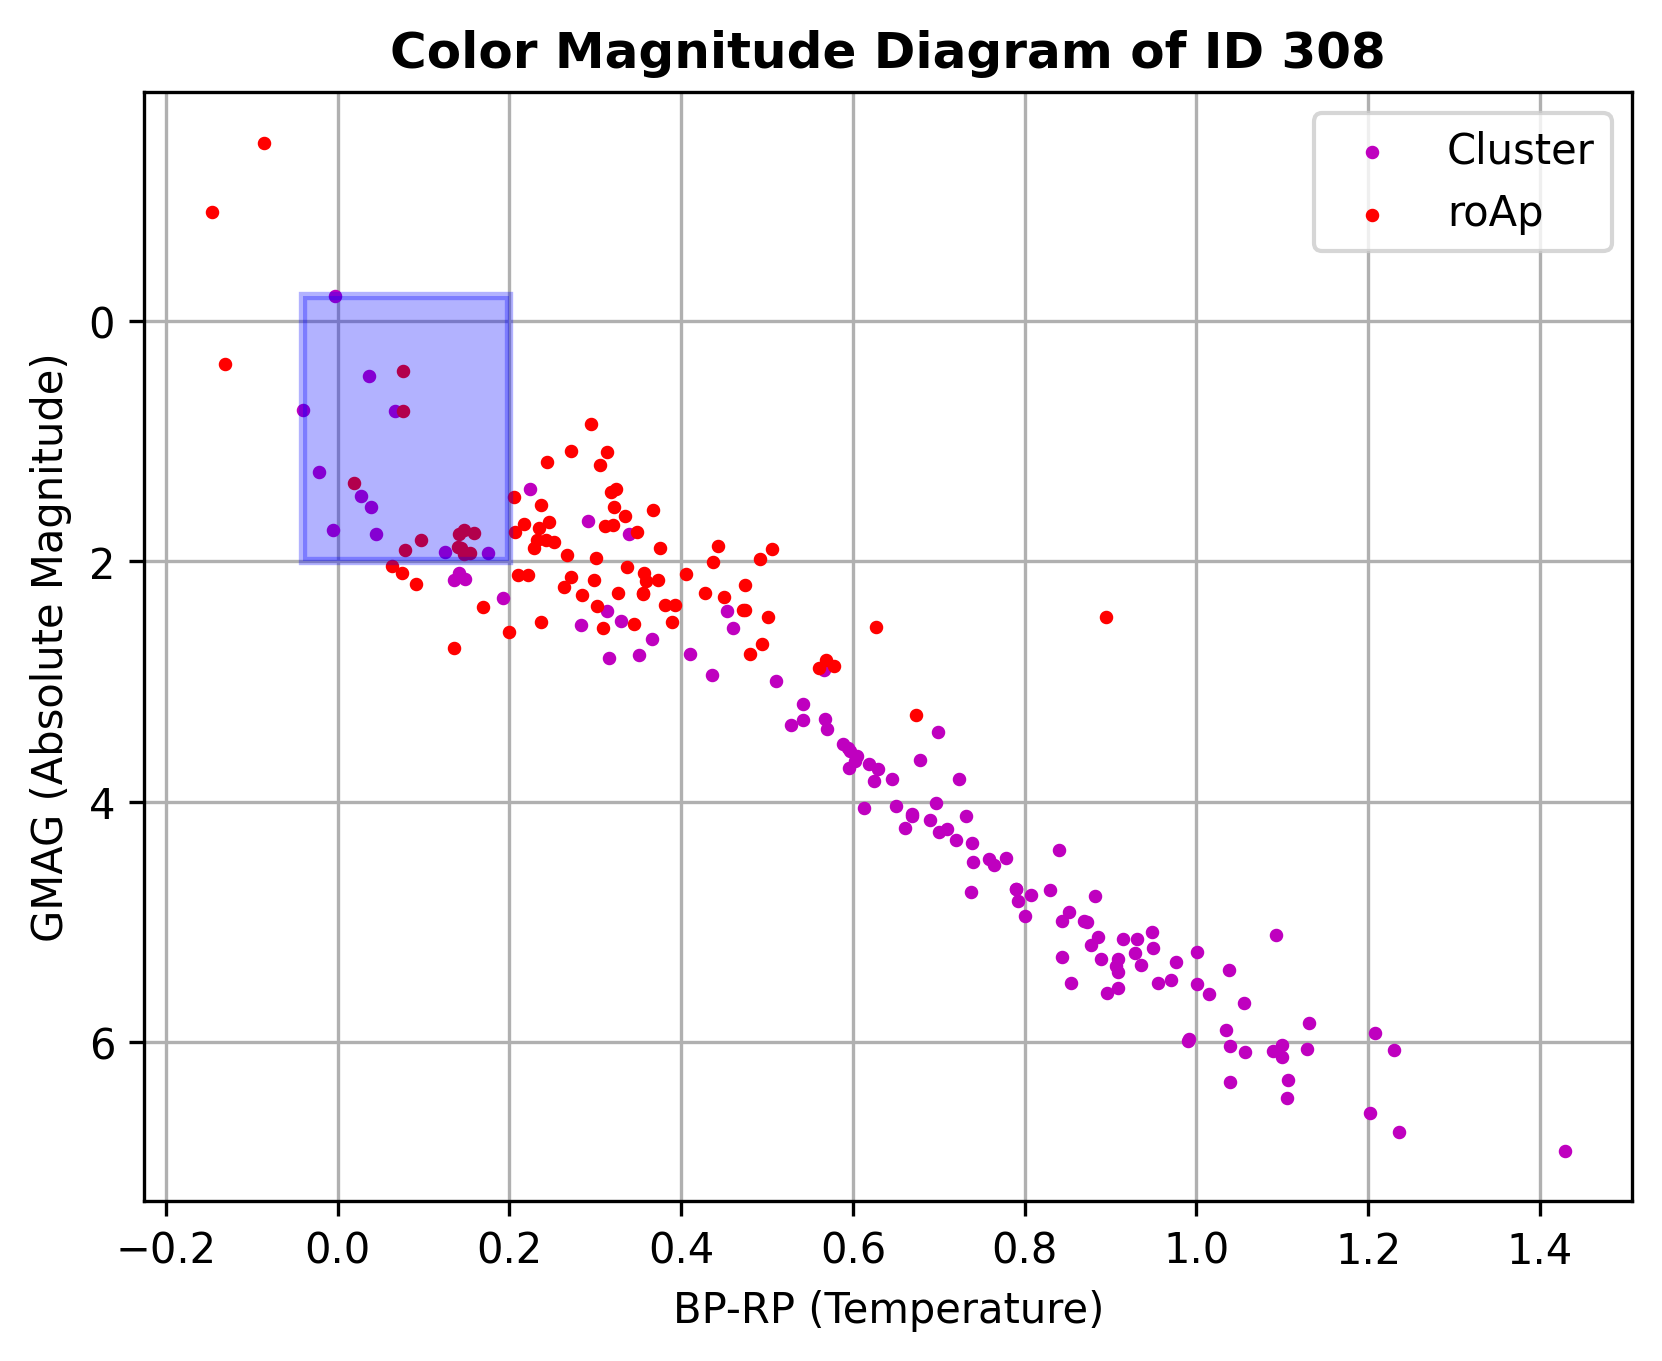 Color Magnitude Diagram of ID 308
Cluster
roAp
GMAG (Absolute Magnitude)
0
2
4
6
−0.2 0.0 0.2 0.4 0.6 0.8 1.0 1.2 1.4
BP-RP (Temperature)